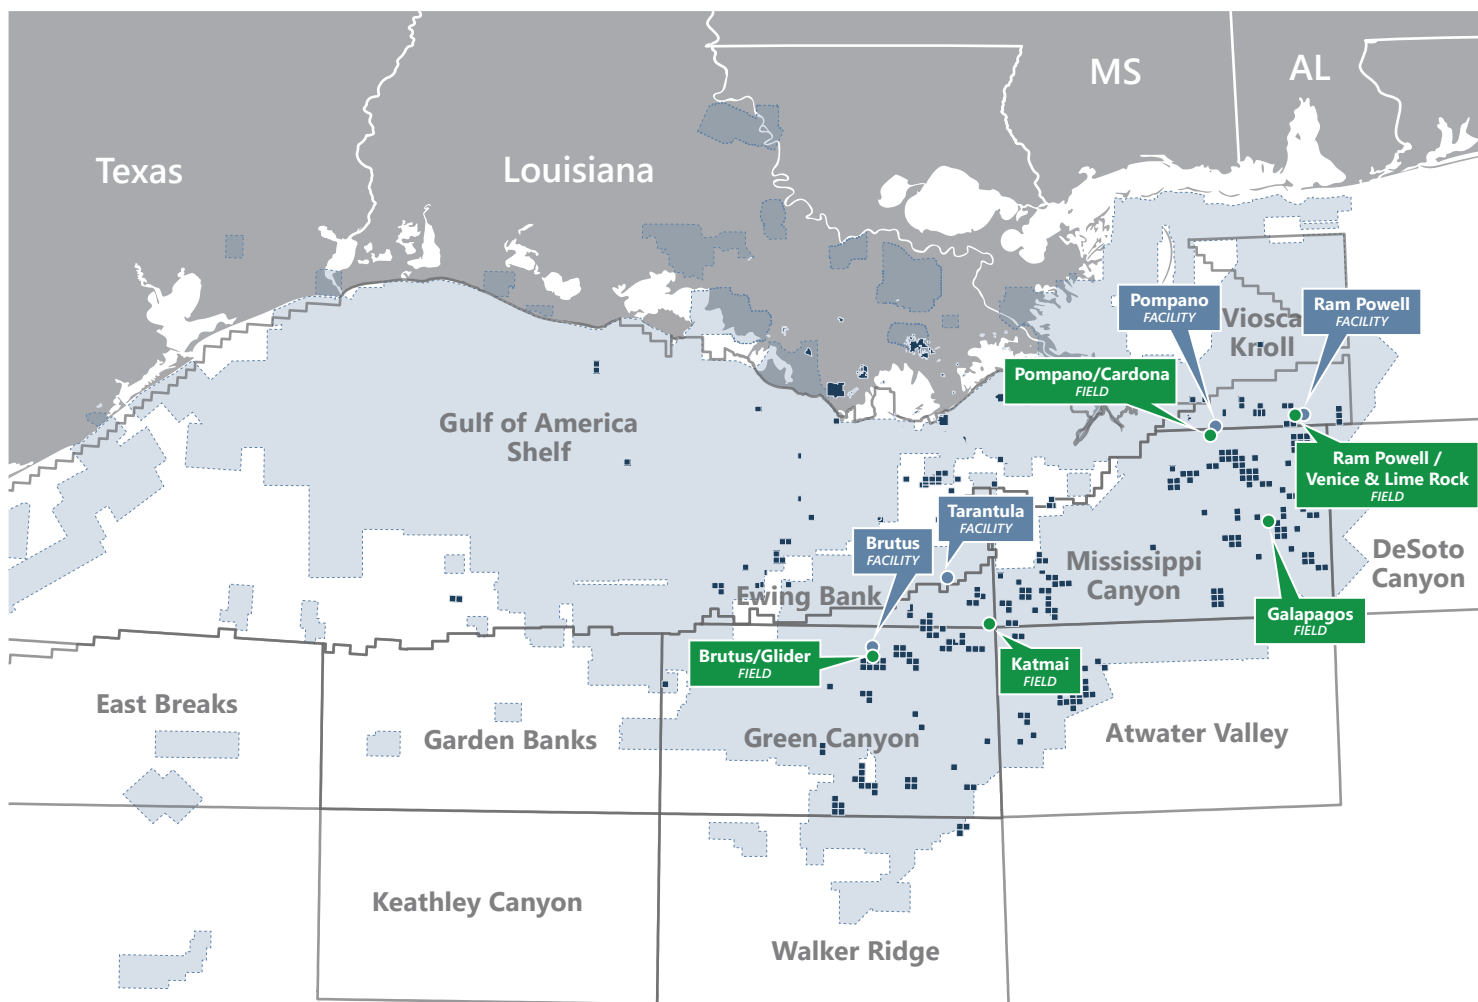 MS
AL
Texas
Louisiana
Pompano
FACILITY
Ram Powell
FACILITY
Viosca
Knoll
Pompano/Cardona
FIELD
Gulf of America
Shelf
Ram Powell /
Venice & Lime Rock
FIELD
Tarantula
FACILITY
Brutus
FACILITY
Mississippi
Canyon
DeSoto
Canyon
Ewing Bank
Galapagos
FIELD
Brutus/Glider
FIELD
Katmai
FIELD
East Breaks
Garden Banks
Green Canyon
Atwater Valley
Keathley Canyon
Walker Ridge